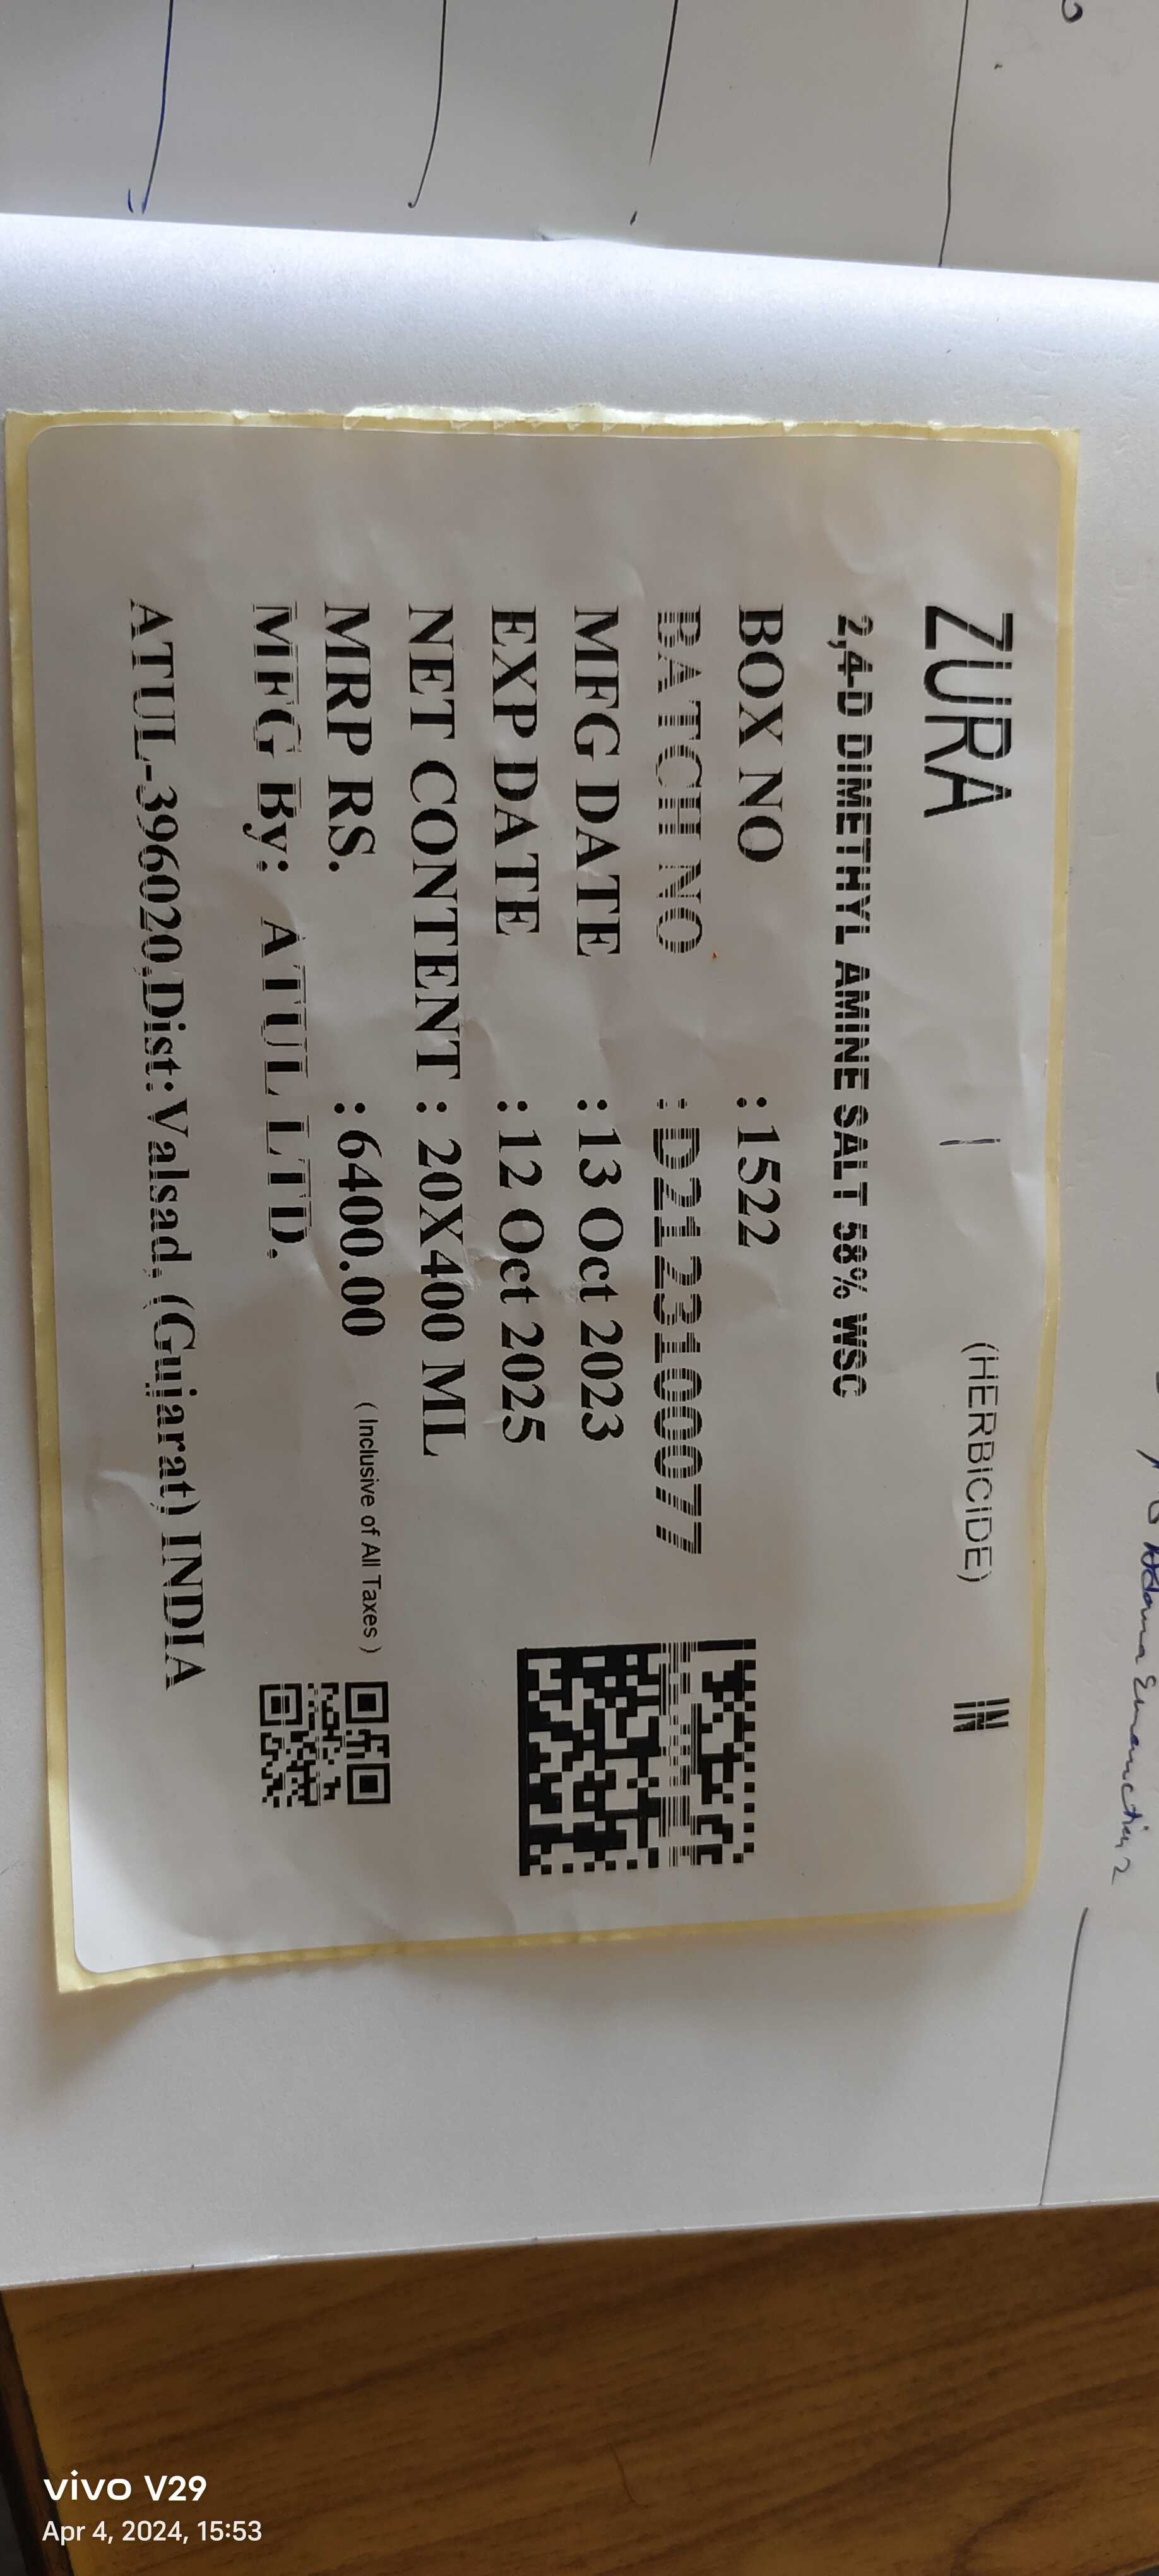 ZURA (HERBICIDE) IN
2,4-D DIMETHYL AMINE SALT 58% WSC
BOX NO :1522
BATCH NO :D2123100077
MFG DATE : 13 Oct 2023
EXP DATE : 12 Oct 2025
NET CONTENT : 20X400 ML
MRP RS. : 6400.00 ( Inclusive of All Taxes )
MFG By: ATUL LTD.
ATUL-396020,Dist:Valsad, (Gujarat) INDIA
vivo V29
Apr 4, 2024, 15:53